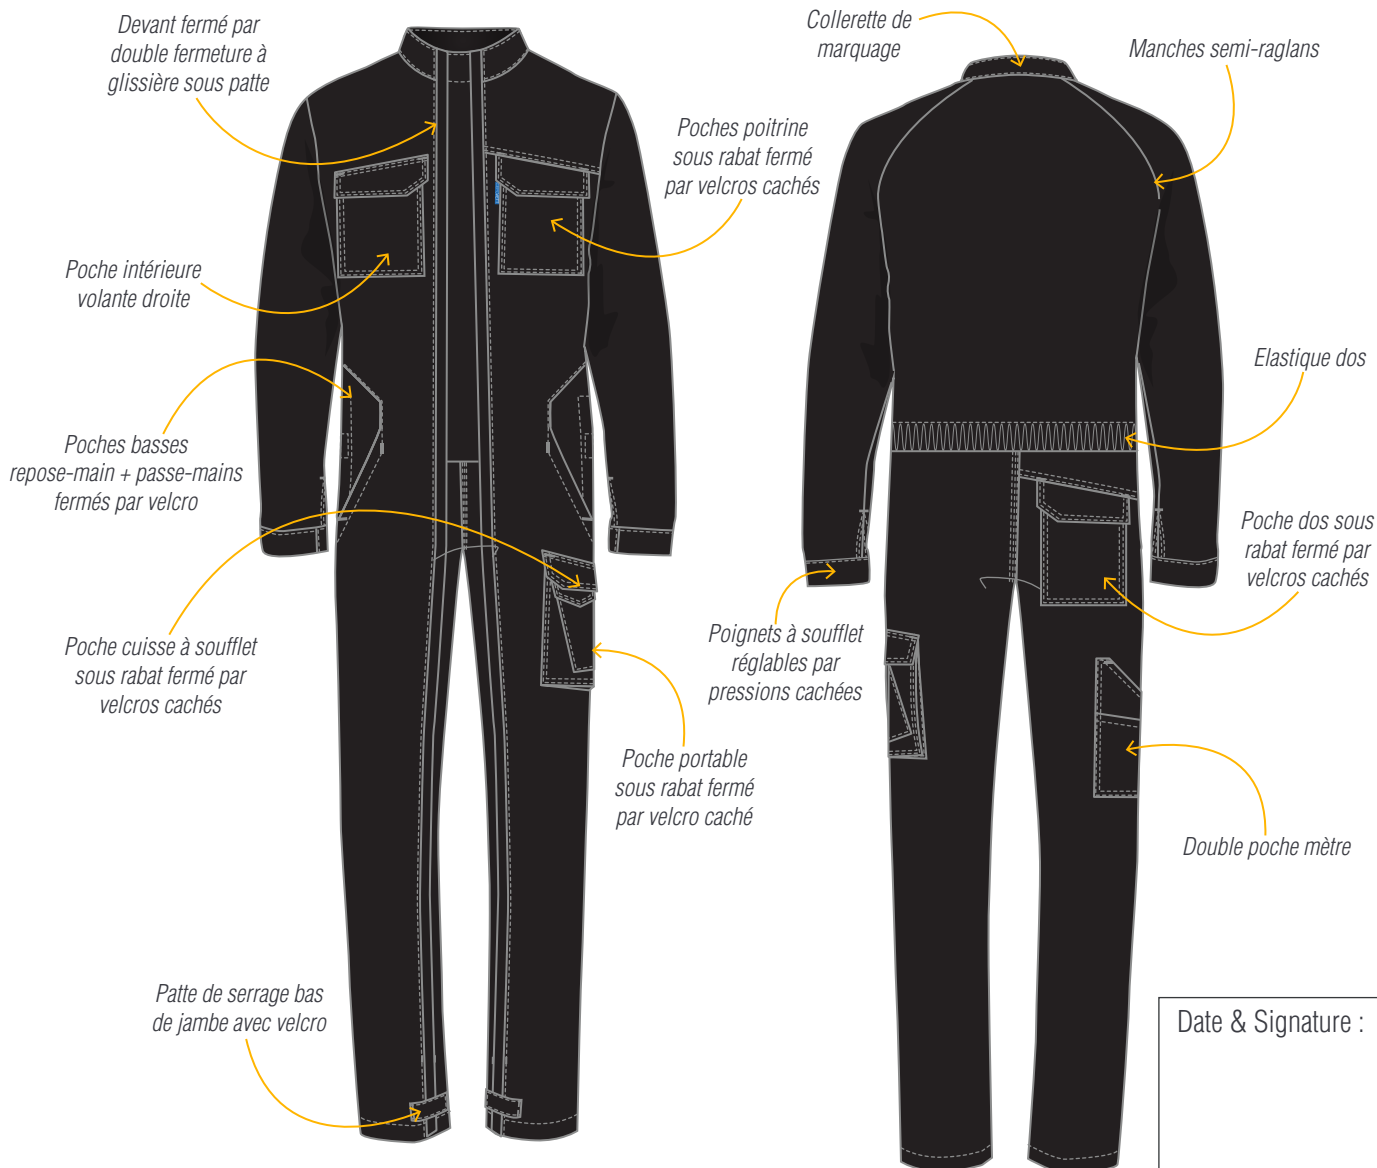 Devant fermé par
double fermeture à
glissière sous patte
Poches poitrine
sous rabat fermé
par velcros cachés
Poche intérieure
volante droite
Poches basses
repose-main + passe-mains
fermés par velcro
Poche cuisse à soufflet
sous rabat fermé par
velcros cachés
Poche portable
sous rabat fermé
par velcro caché
Patte de serrage bas
de jambe avec velcro
Collerette de
marquage
Manches semi-raglans
Elastique dos
Poche dos sous
rabat fermé par
velcros cachés
Poignets à soufflet
réglables par
pressions cachées
Double poche mètre
Date & Signature :